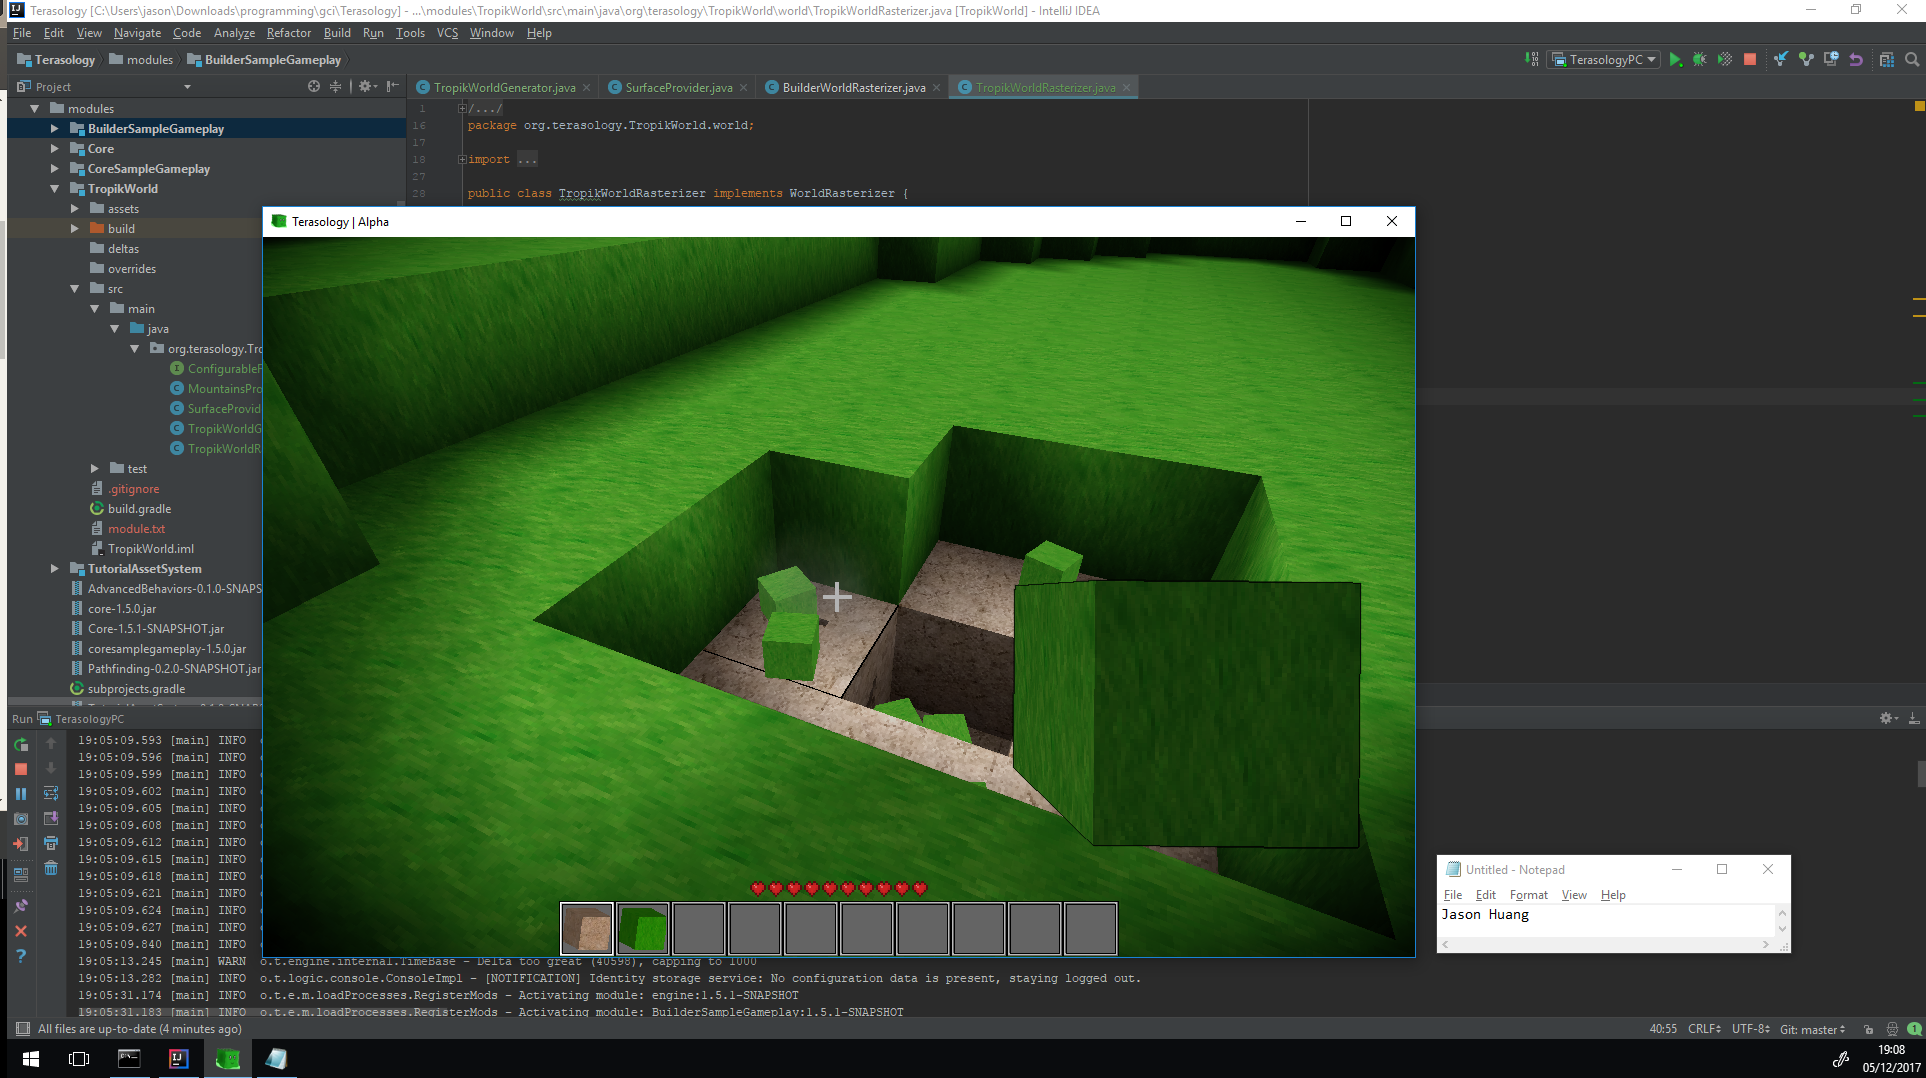 Terasology [C:\Users\jason\Downloads\programming\gci\Terasology] - ...\modules\TropikWorld\src\main\java\org\terasology\TropikWorld\world\TropikWorldRasterizer.java [TropikWorld] - IntelliJ IDEA
File Edit View Navigate Code Analyze Refactor Build Run Tools VCS Window Help
Terasology modules BuilderSampleGameplay TerasologyPC
Project
TropikWorldGenerator.java SurfaceProvider.java BuilderWorldRasterizer.java TropikWorldRasterizer.java
modules
BuilderSampleGameplay
Core
CoreSampleGameplay
TropikWorld
assets
build
deltas
overrides
src
main
java
org.terasology.Tro
ConfigurableF
MountainsPro
SurfaceProvid
TropikWorldG
TropikWorldR
test
.gitignore
build.gradle
module.txt
TropikWorld.iml
TutorialAssetSystem
AdvancedBehaviors-0.1.0-SNAPS
core-1.5.0.jar
Core-1.5.1-SNAPSHOT.jar
coresamplegameplay-1.5.0.jar
Pathfinding-0.2.0-SNAPSHOT.jar
subprojects.gradle
1 /.../
16 package org.terasology.TropikWorld.world;
17
18 import ...
27
28 public class TropikWorldRasterizer implements WorldRasterizer {
Terasology | Alpha
Run TerasologyPC
19:05:09.593 [main] INFO
19:05:09.596 [main] INFO
19:05:09.599 [main] INFO
19:05:09.602 [main] INFO
19:05:09.605 [main] INFO
19:05:09.608 [main] INFO
19:05:09.612 [main] INFO
19:05:09.615 [main] INFO
19:05:09.618 [main] INFO
19:05:09.621 [main] INFO
19:05:09.624 [main] INFO
19:05:09.627 [main] INFO
19:05:09.840 [main] INFO
19:05:13.245 [main] WARN o.t.engine.internal.TimeBase - Delta too great (40598), capping to 1000
19:05:13.282 [main] INFO o.t.logic.console.ConsoleImpl - [NOTIFICATION] Identity storage service: No configuration data is present, staying logged out.
19:05:31.174 [main] INFO o.t.e.m.loadProcesses.RegisterMods - Activating module: engine:1.5.1-SNAPSHOT
19:05:31.183 [main] INFO o.t.e.m.loadProcesses.RegisterMods - Activating module: BuilderSampleGameplay:1.5.1-SNAPSHOT
Untitled - Notepad
File Edit Format View Help
Jason Huang
All files are up-to-date (4 minutes ago)
40:55 CRLF UTF-8 Git: master 1
19:08
05/12/2017